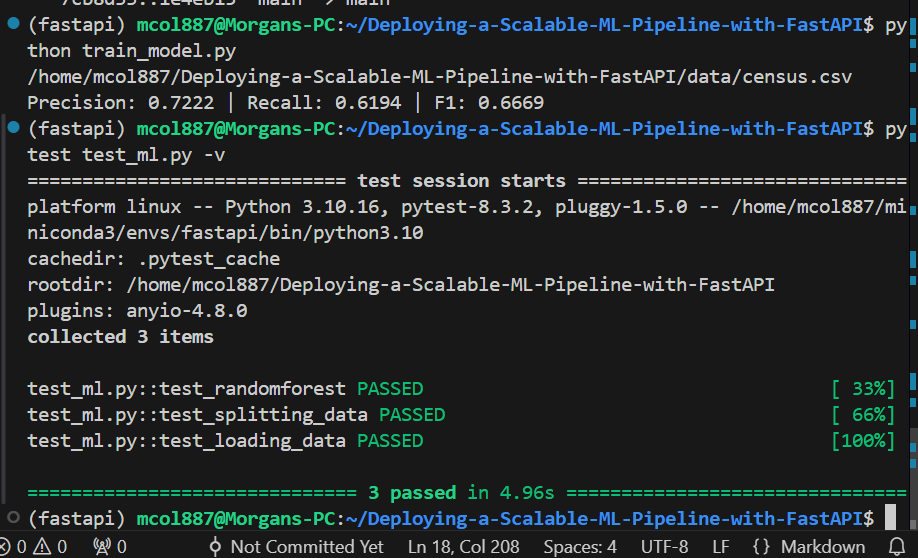 (fastapi) mcol887@Morgans-PC:~/Deploying-a-Scalable-ML-Pipeline-with-FastAPI$ py
thon train_model.py
/home/mcol887/Deploying-a-Scalable-ML-Pipeline-with-FastAPI/data/census.csv
Precision: 0.7222 | Recall: 0.6194 | F1: 0.6669
(fastapi) mcol887@Morgans-PC:~/Deploying-a-Scalable-ML-Pipeline-with-FastAPI$ py
test test_ml.py -v
============================= test session starts ==============================
platform linux -- Python 3.10.16, pytest-8.3.2, pluggy-1.5.0 -- /home/mcol887/mi
niconda3/envs/fastapi/bin/python3.10
cachedir: .pytest_cache
rootdir: /home/mcol887/Deploying-a-Scalable-ML-Pipeline-with-FastAPI
plugins: anyio-4.8.0
collected 3 items
test_ml.py::test_randomforest PASSED [ 33%]
test_ml.py::test_splitting_data PASSED [ 66%]
test_ml.py::test_loading_data PASSED [100%]
============================== 3 passed in 4.96s ===============================
(fastapi) mcol887@Morgans-PC:~/Deploying-a-Scalable-ML-Pipeline-with-FastAPI$
0 0 0 Not Committed Yet Ln 18, Col 208 Spaces: 4 UTF-8 LF {} Markdown